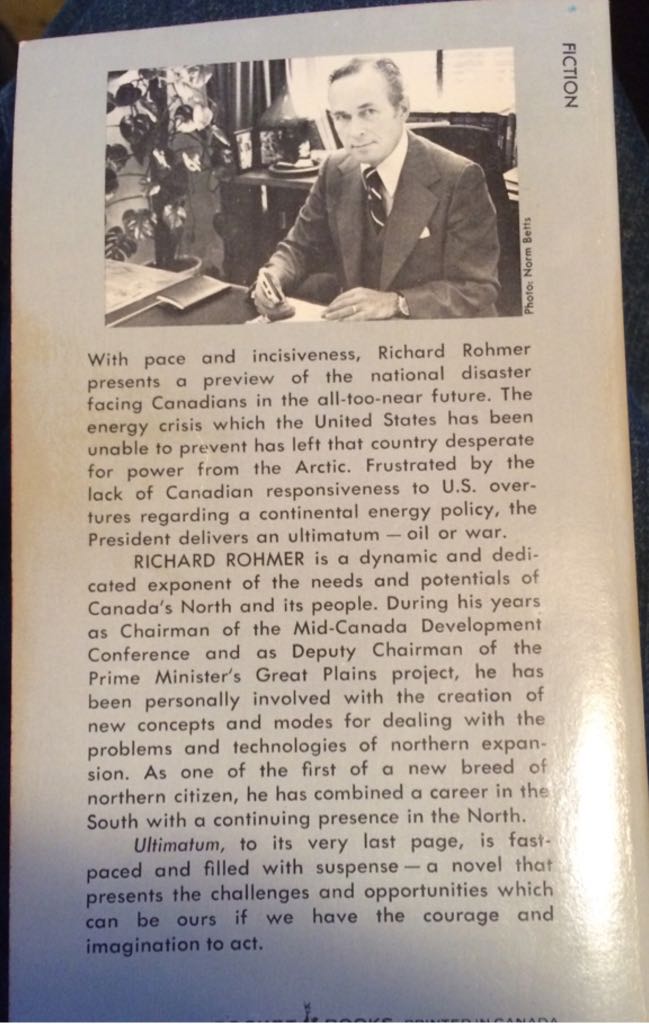 FICTION
Photo: Norm Betts
With pace and incisiveness, Richard Rohmer
presents a preview of the national disaster
facing Canadians in the all-too-near future. The
energy crisis which the United States has been
unable to prevent has left that country desperate
for power from the Arctic. Frustrated by the
lack of Canadian responsiveness to U.S. over-
tures regarding a continental energy policy, the
President delivers an ultimatum — oil or war.
RICHARD ROHMER is a dynamic and dedi-
cated exponent of the needs and potentials of
Canada's North and its people. During his years
as Chairman of the Mid-Canada Development
Conference and as Deputy Chairman of the
Prime Minister's Great Plains project, he has
been personally involved with the creation of
new concepts and modes for dealing with the
problems and technologies of northern expan-
sion. As one of the first of a new breed of
northern citizen, he has combined a career in the
South with a continuing presence in the North.
Ultimatum, to its very last page, is fast-
paced and filled with suspense — a novel that
presents the challenges and opportunities which
can be ours if we have the courage and
imagination to act.
BOOKS PRINTED IN CANADA